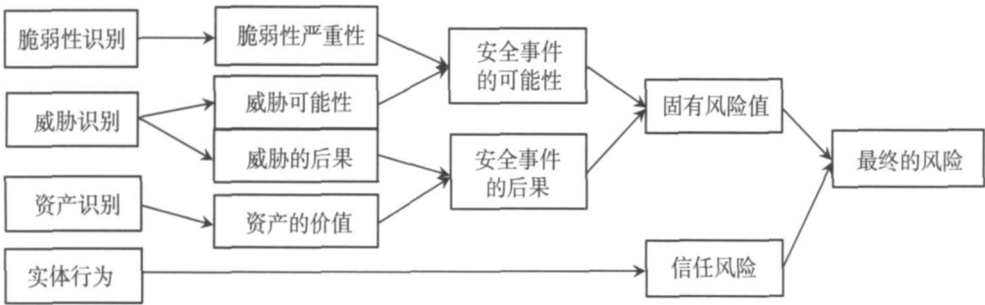 脆弱性识别
脆弱性严重性
安全事件
的可能性
威胁识别
威胁可能性
固有风险值
威胁的后果
安全事件
的后果
最终的风险
资产识别
资产的价值
实体行为
信任风险